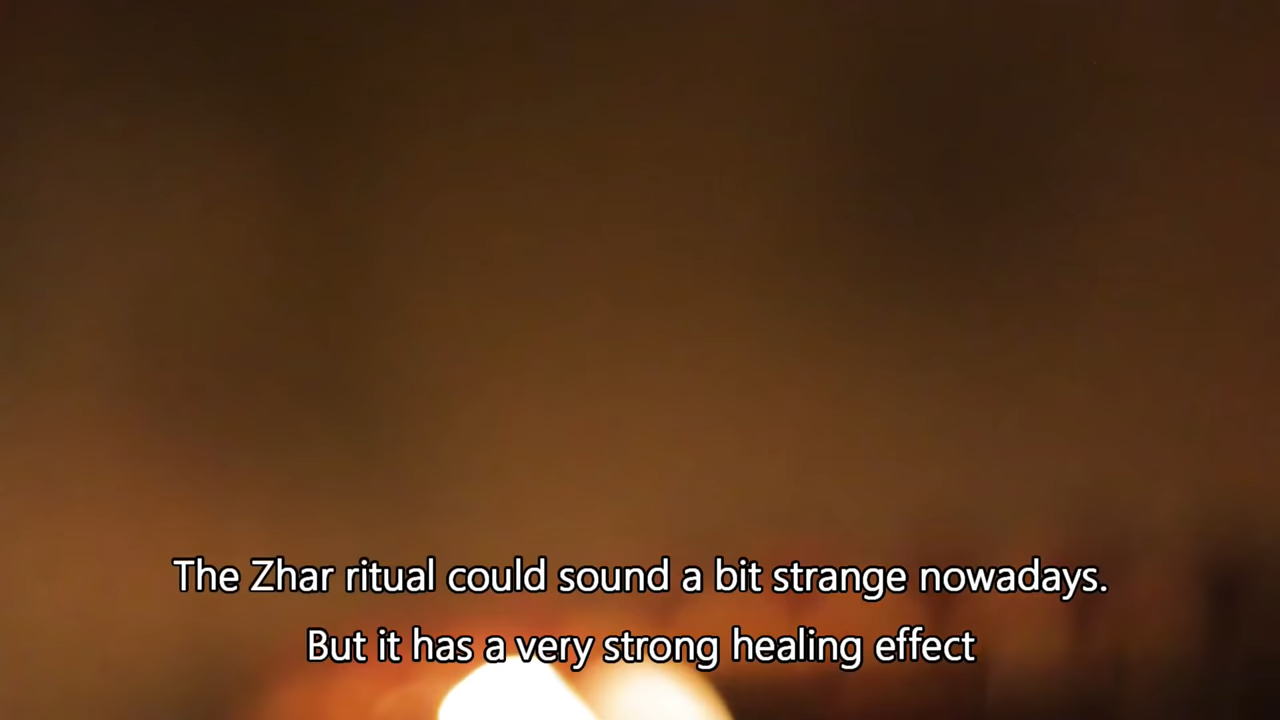 The Zhar ritual could sound a bit strange nowadays.
But it has a very strong healing effect